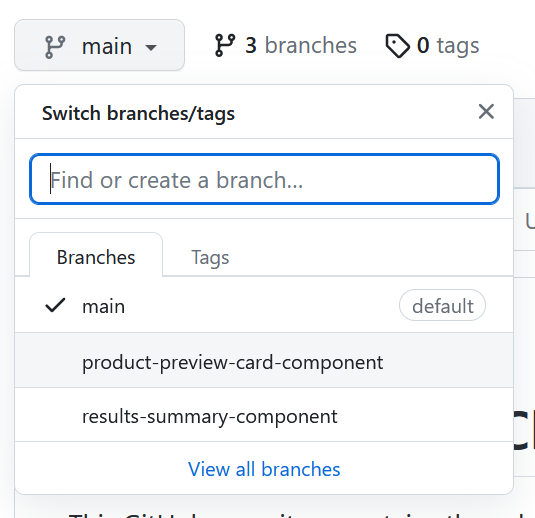 main 3 branches 0 tags
Switch branches/tags
Find or create a branch...
Branches Tags
main default
product-preview-card-component
results-summary-component
View all branches